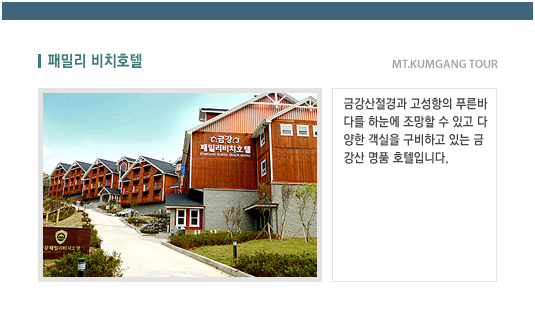 패밀리 비치호텔
MT.KUMGANG TOUR
금강
패밀리비치호텔
KUMGANG FAMILY BEACH HOTEL
금강패밀리비치호텔
금강산절경과 고성항의 푸른바
다를 하눈에 조망할 수 있고 다
양한 객실을 구비하고 있는 금
강산 명품 호텔입니다.